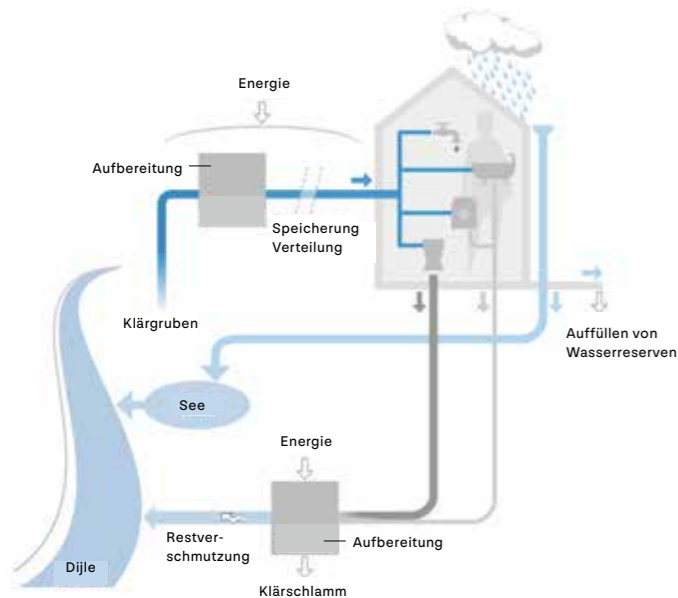 Energie
Aufbereitung
Speicherung
Verteilung
Klärgruben
Auffüllen von
Wasserreserven
See
Energie
Restver-
schmutzung
Aufbereitung
Dijle
Klärschlamm